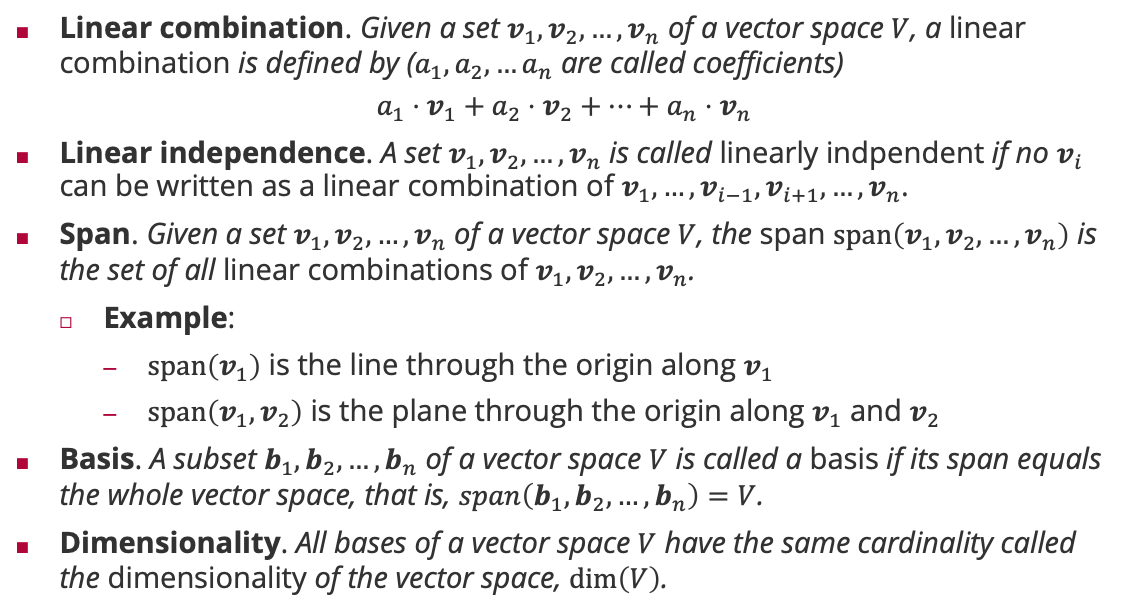 ▪ Linear combination. Given a set 𝒗₁, 𝒗₂, … , 𝒗ₙ of a vector space V, a linear
combination is defined by (a₁, a₂, … aₙ are called coefficients)
a₁ · 𝒗₁ + a₂ · 𝒗₂ + ⋯ + aₙ · 𝒗ₙ
▪ Linear independence. A set 𝒗₁, 𝒗₂, … , 𝒗ₙ is called linearly indpendent if no 𝒗ᵢ
can be written as a linear combination of 𝒗₁, … , 𝒗ᵢ₋₁, 𝒗ᵢ₊₁, … , 𝒗ₙ.
▪ Span. Given a set 𝒗₁, 𝒗₂, … , 𝒗ₙ of a vector space V, the span span(𝒗₁, 𝒗₂, … , 𝒗ₙ) is
the set of all linear combinations of 𝒗₁, 𝒗₂, … , 𝒗ₙ.
▫ Example:
– span(𝒗₁) is the line through the origin along 𝒗₁
– span(𝒗₁, 𝒗₂) is the plane through the origin along 𝒗₁ and 𝒗₂
▪ Basis. A subset 𝒃₁, 𝒃₂, … , 𝒃ₙ of a vector space V is called a basis if its span equals
the whole vector space, that is, span(𝒃₁, 𝒃₂, … , 𝒃ₙ) = V.
▪ Dimensionality. All bases of a vector space V have the same cardinality called
the dimensionality of the vector space, dim(V).